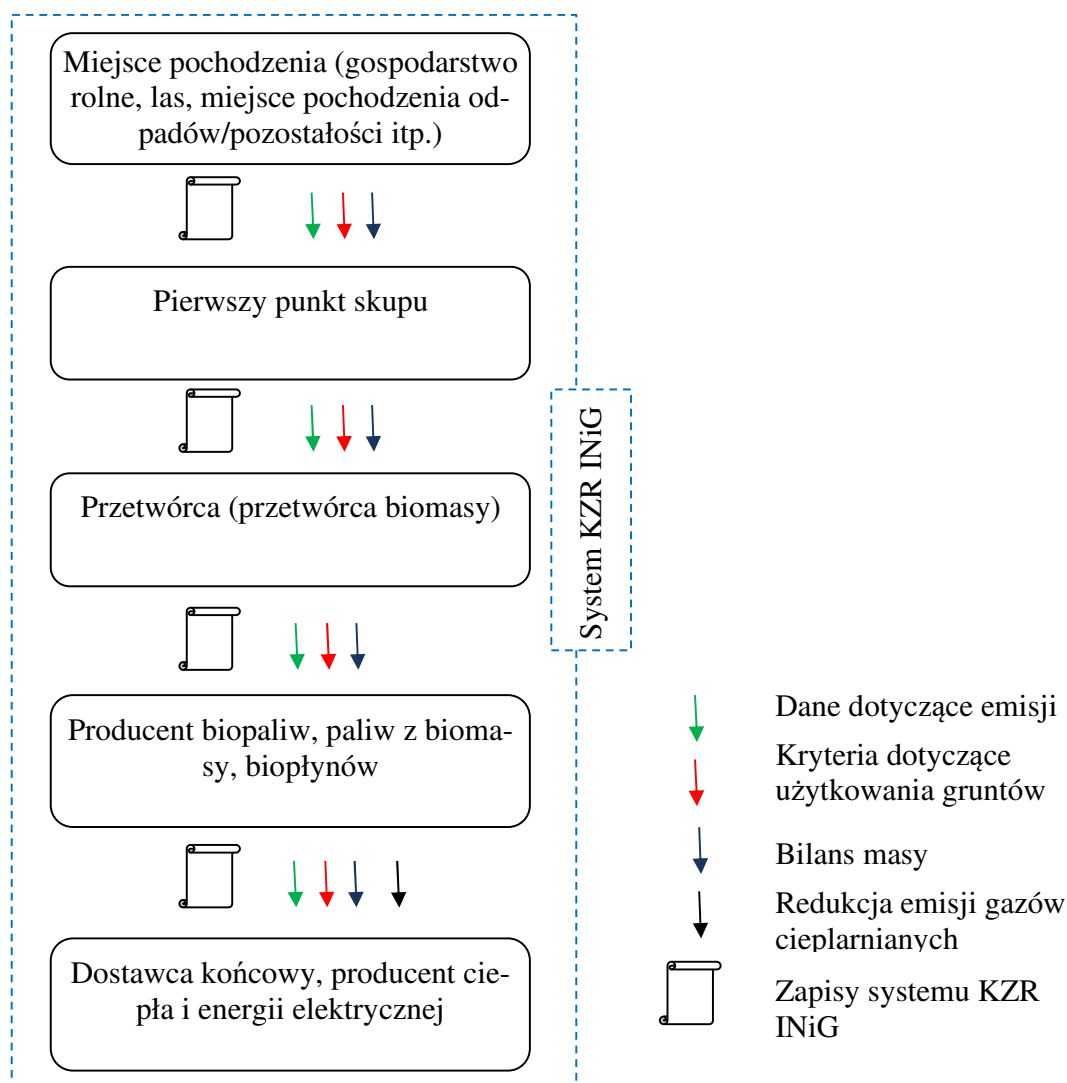 Miejsce pochodzenia (gospodarstwo
rolne, las, miejsce pochodzenia od-
padów/pozostałości itp.)
Pierwszy punkt skupu
Przetwórca (przetwórca biomasy)
System KZR INiG
Producent biopaliw, paliw z bioma-
sy, biopłynów
Dostawca końcowy, producent cie-
pła i energii elektrycznej
Dane dotyczące emisji
Kryteria dotyczące
użytkowania gruntów
Bilans masy
Redukcja emisji gazów
cieplarnianych
Zapisy systemu KZR
INiG